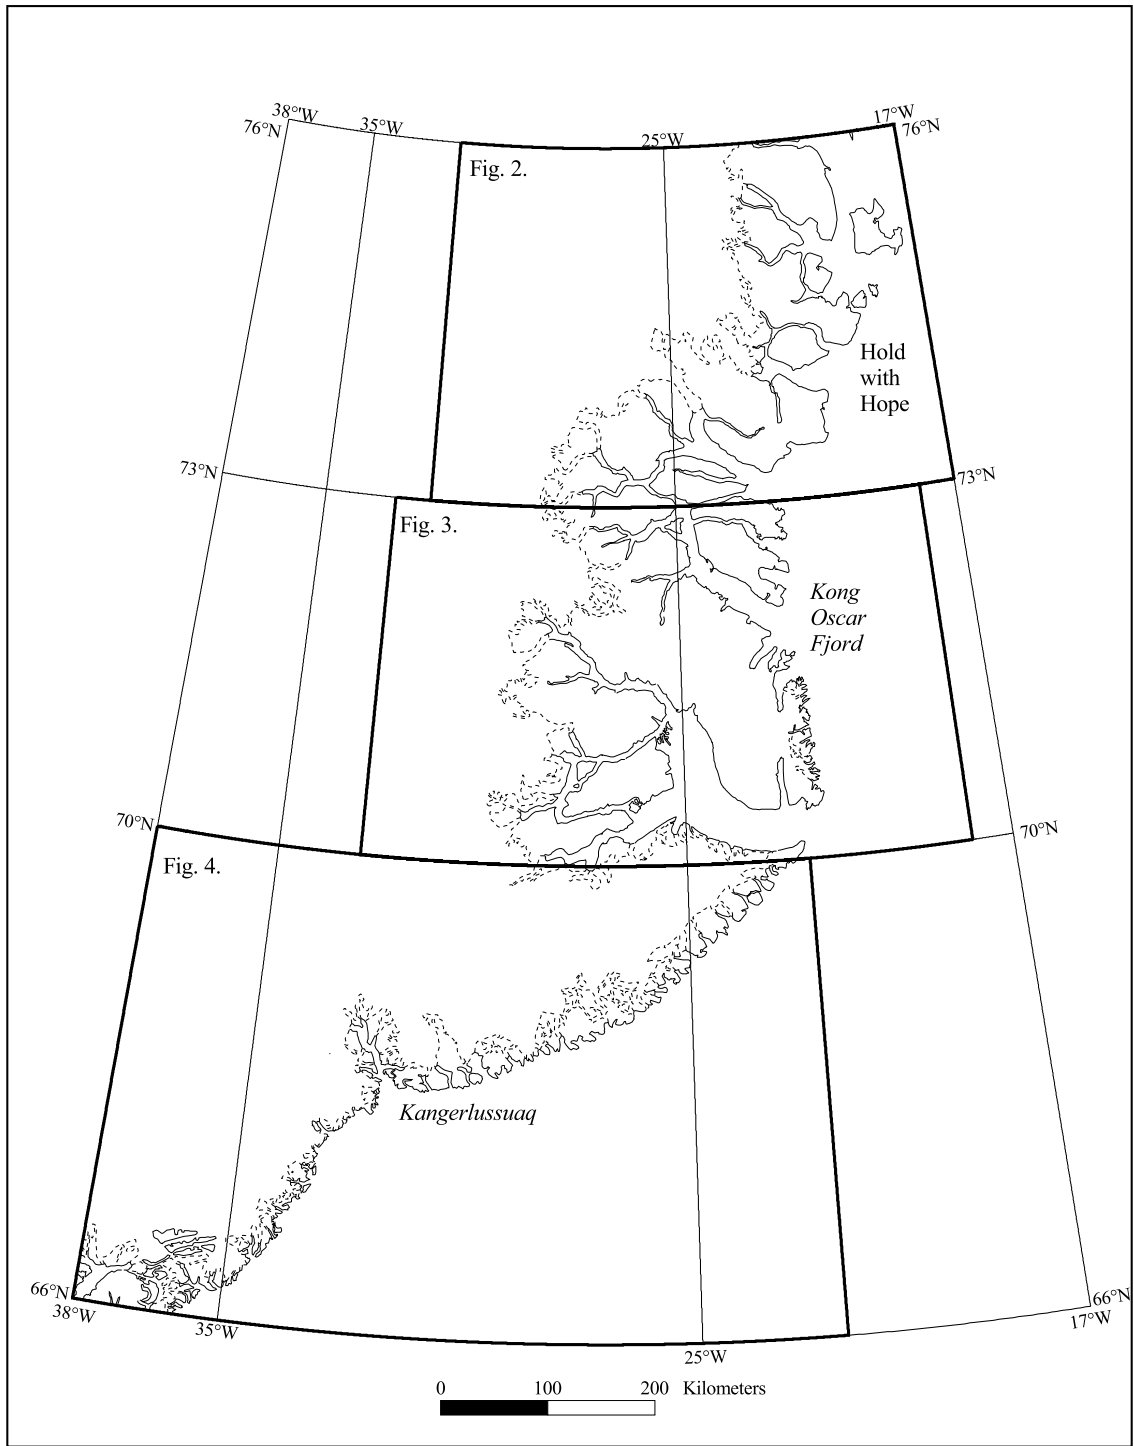 38°'W
76°N
35°W
25°W
17°W
76°N
Fig. 2.
Hold
with
Hope
73°N
73°N
Fig. 3.
Kong
Oscar
Fjord
70°N
70°N
Fig. 4.
Kangerlussuaq
66°N
38°W
35°W
25°W
66°N
17°W
0 100 200 Kilometers